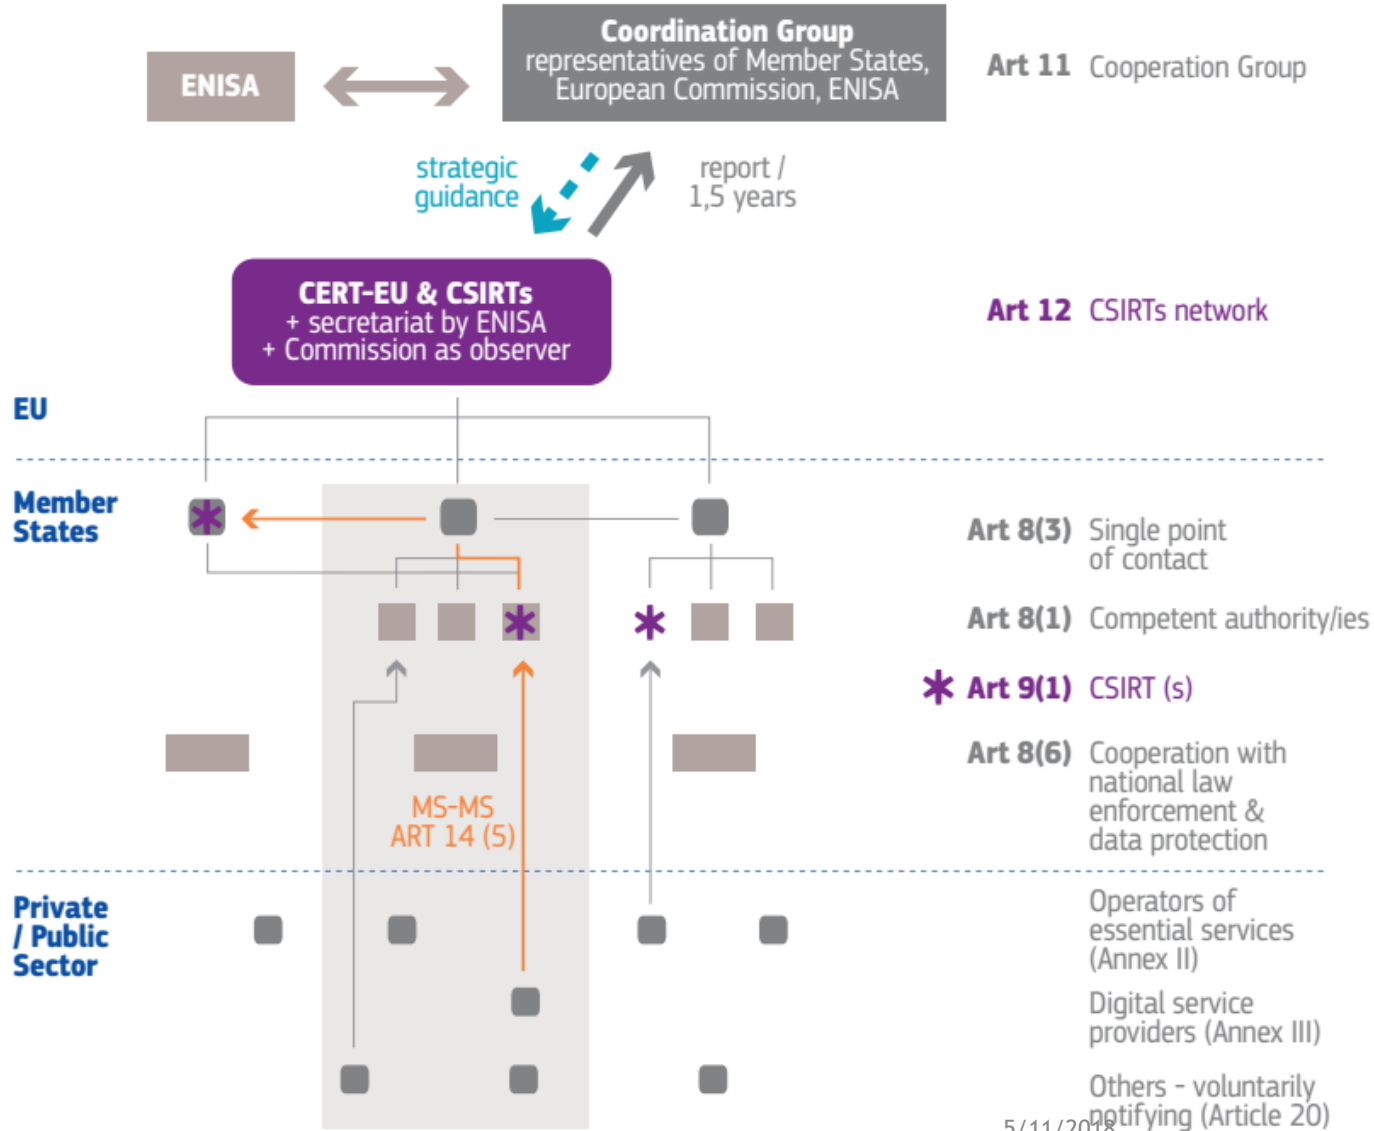 Coordination Group
representatives of Member States,
European Commission, ENISA
ENISA
Art 11 Cooperation Group
strategic
guidance
report /
1,5 years
CERT-EU & CSIRTs
+ secretariat by ENISA
+ Commission as observer
Art 12 CSIRTs network
EU
Member
States
Art 8(3) Single point
of contact
Art 8(1) Competent authority/ies
* Art 9(1) CSIRT (s)
Art 8(6) Cooperation with
national law
enforcement &
data protection
MS-MS
ART 14 (5)
Private
/ Public
Sector
Operators of
essential services
(Annex II)
Digital service
providers (Annex III)
Others - voluntarily
notifying (Article 20)
5/11/2018